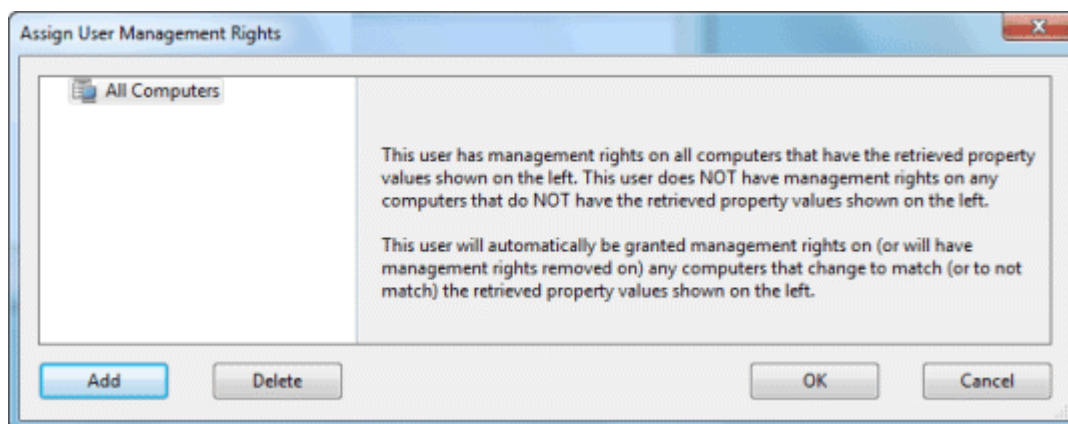 Assign User Management Rights
All Computers
This user has management rights on all computers that have the retrieved property
values shown on the left. This user does NOT have management rights on any
computers that do NOT have the retrieved property values shown on the left.
This user will automatically be granted management rights on (or will have
management rights removed on) any computers that change to match (or to not
match) the retrieved property values shown on the left.
Add
Delete
OK
Cancel